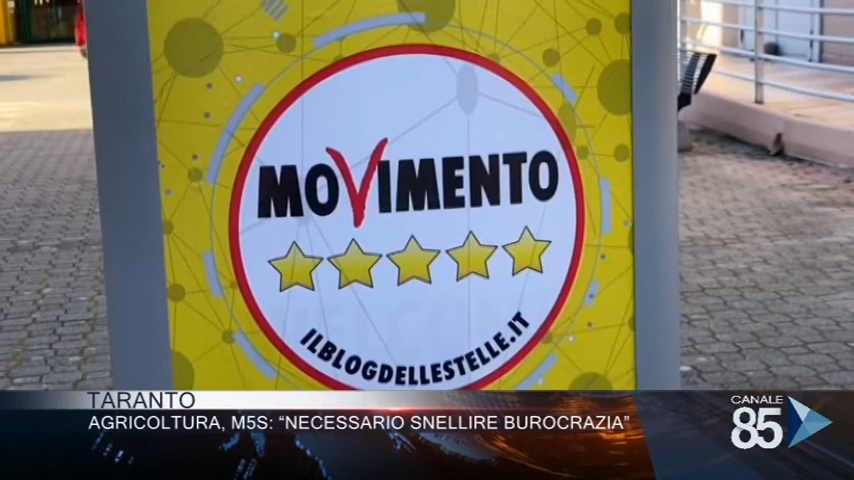 MOVIMENTO
ILBLOGDELLESTELLE.IT
TARANTO
AGRICOLTURA, M5S: “NECESSARIO SNELLIRE BUROCRAZIA”
CANALE
85